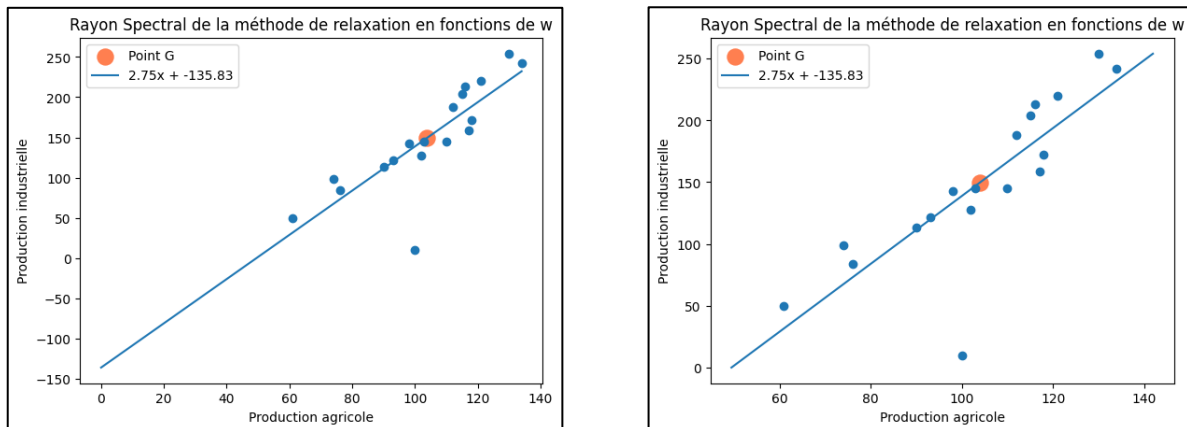 Rayon Spectral de la méthode de relaxation en fonctions de w
Point G
2.75x + -135.83
Production industrielle
250
200
150
100
50
0
−50
−100
−150
0 20 40 60 80 100 120 140
Production agricole
Rayon Spectral de la méthode de relaxation en fonctions de w
Point G
2.75x + -135.83
Production industrielle
250
200
150
100
50
0
60 80 100 120 140
Production agricole